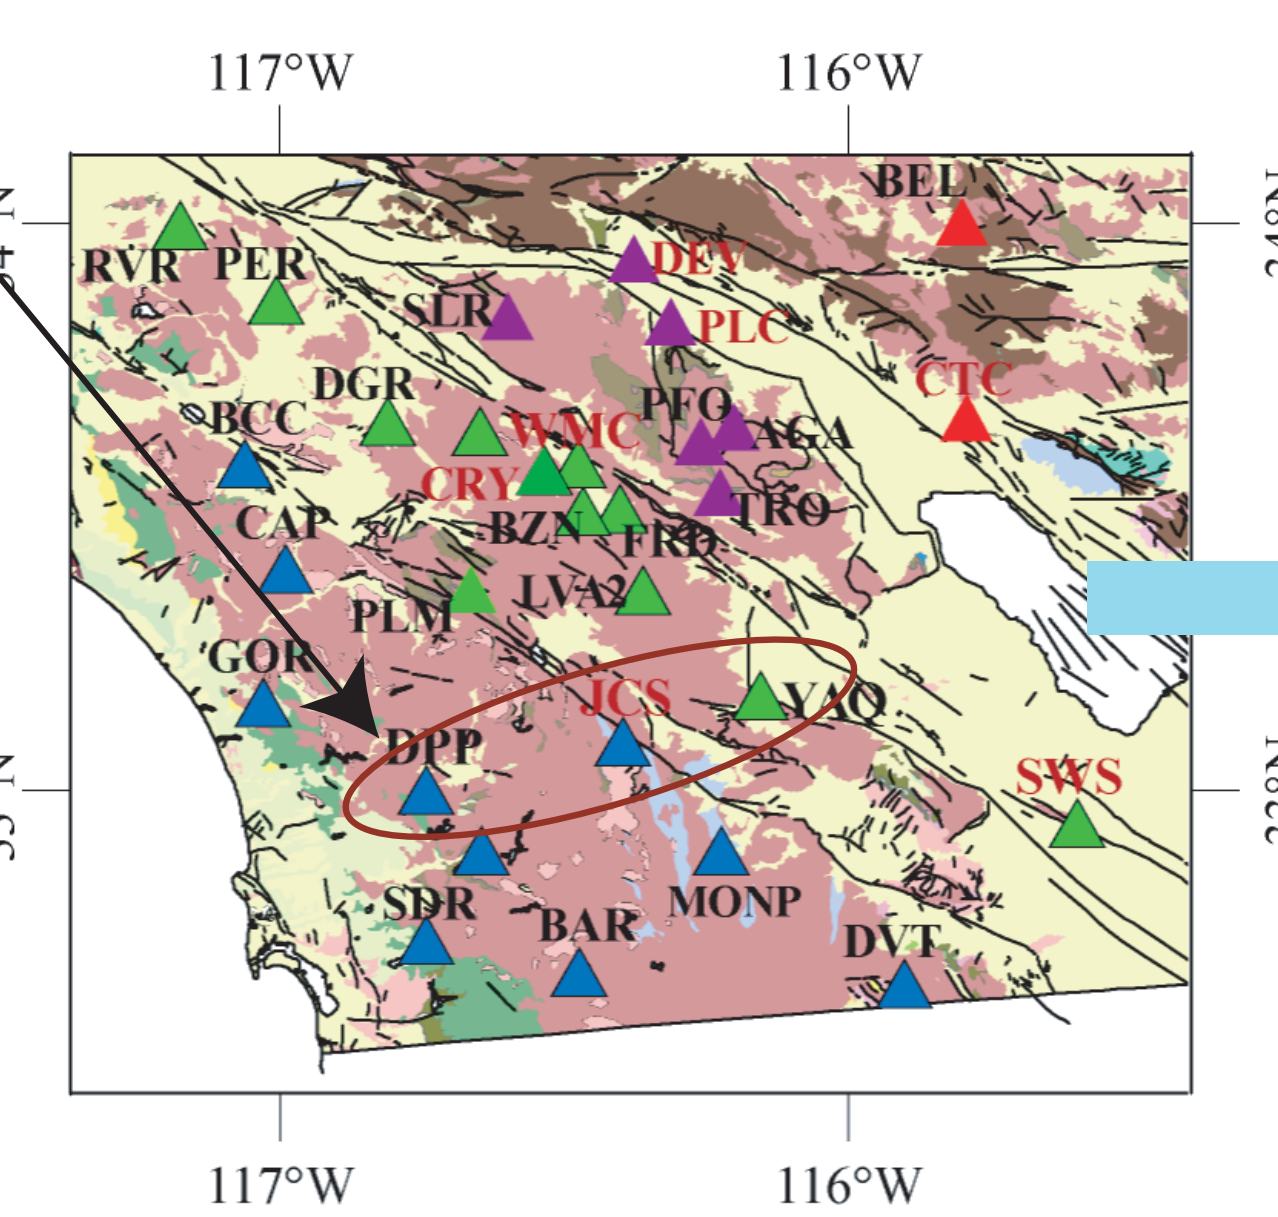 117°W 116°W
BEL
N
RVR PER DEV
SLR PLC
DGR CTC
BCC PFO
WMC AGA
CRY
CAP BZN TRO
FRD
LVA2
PLM
GOR
JCS YAQ
DPP
N SWS
SDR MONP
BAR
DVT
117°W 116°W